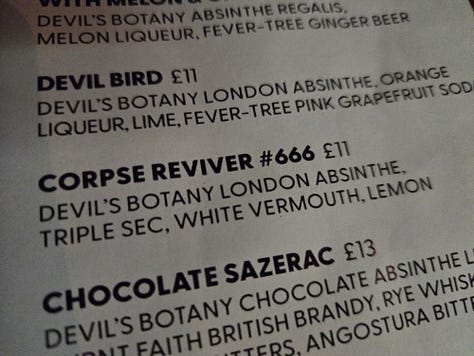 WITH MELON &
DEVIL'S BOTANY ABSINTHE REGALIS,
MELON LIQUEUR, FEVER-TREE GINGER BEER
DEVIL BIRD £11
DEVIL'S BOTANY LONDON ABSINTHE, ORANGE
LIQUEUR, LIME, FEVER-TREE PINK GRAPEFRUIT SOD
CORPSE REVIVER #666 £11
DEVIL'S BOTANY LONDON ABSINTHE,
TRIPLE SEC, WHITE VERMOUTH, LEMON
CHOCOLATE SAZERAC £13
DEVIL'S BOTANY CHOCOLATE ABSINTHE L
FAITH BRITISH BRANDY, RYE WHISK
ANGOSTURA BITTE